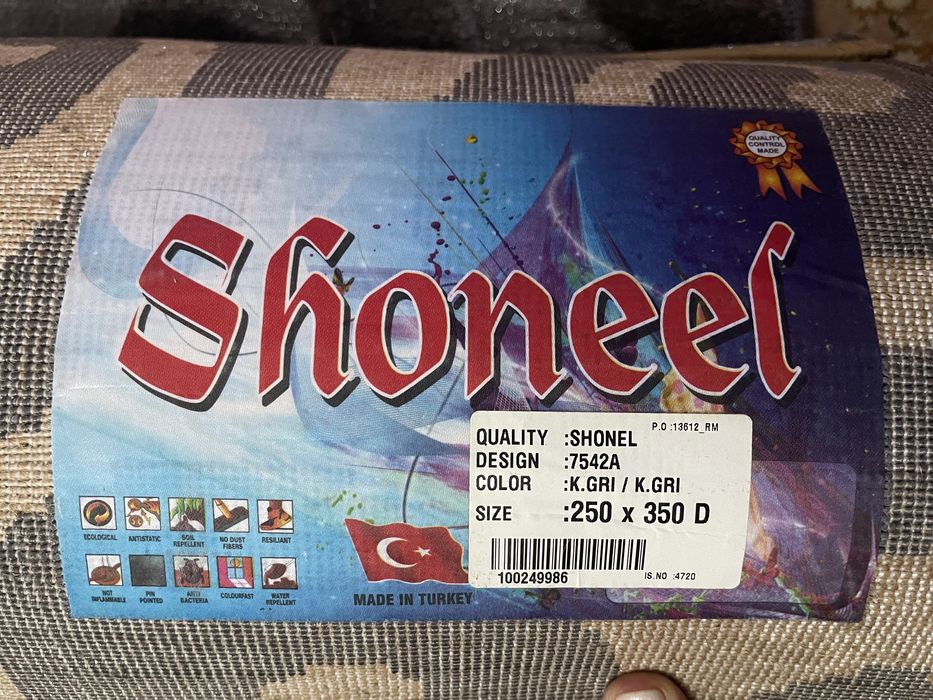 QUALITY
CONTROL
MADE
Shoneel
P.O :13612_RM
QUALITY :SHONEL
DESIGN :7542A
COLOR :K.GRI / K.GRI
SIZE :250 x 350 D
100249986
IS.NO :4720
ECOLOGICAL
ANTISTATIC
SOIL
REPELLENT
NO DUST
FIBERS
RESILIANT
NOT
INFLAMMABLE
PIN
POINTED
ANTI
BACTERIA
COLOURFAST
WATER
REPELLENT
MADE IN TURKEY